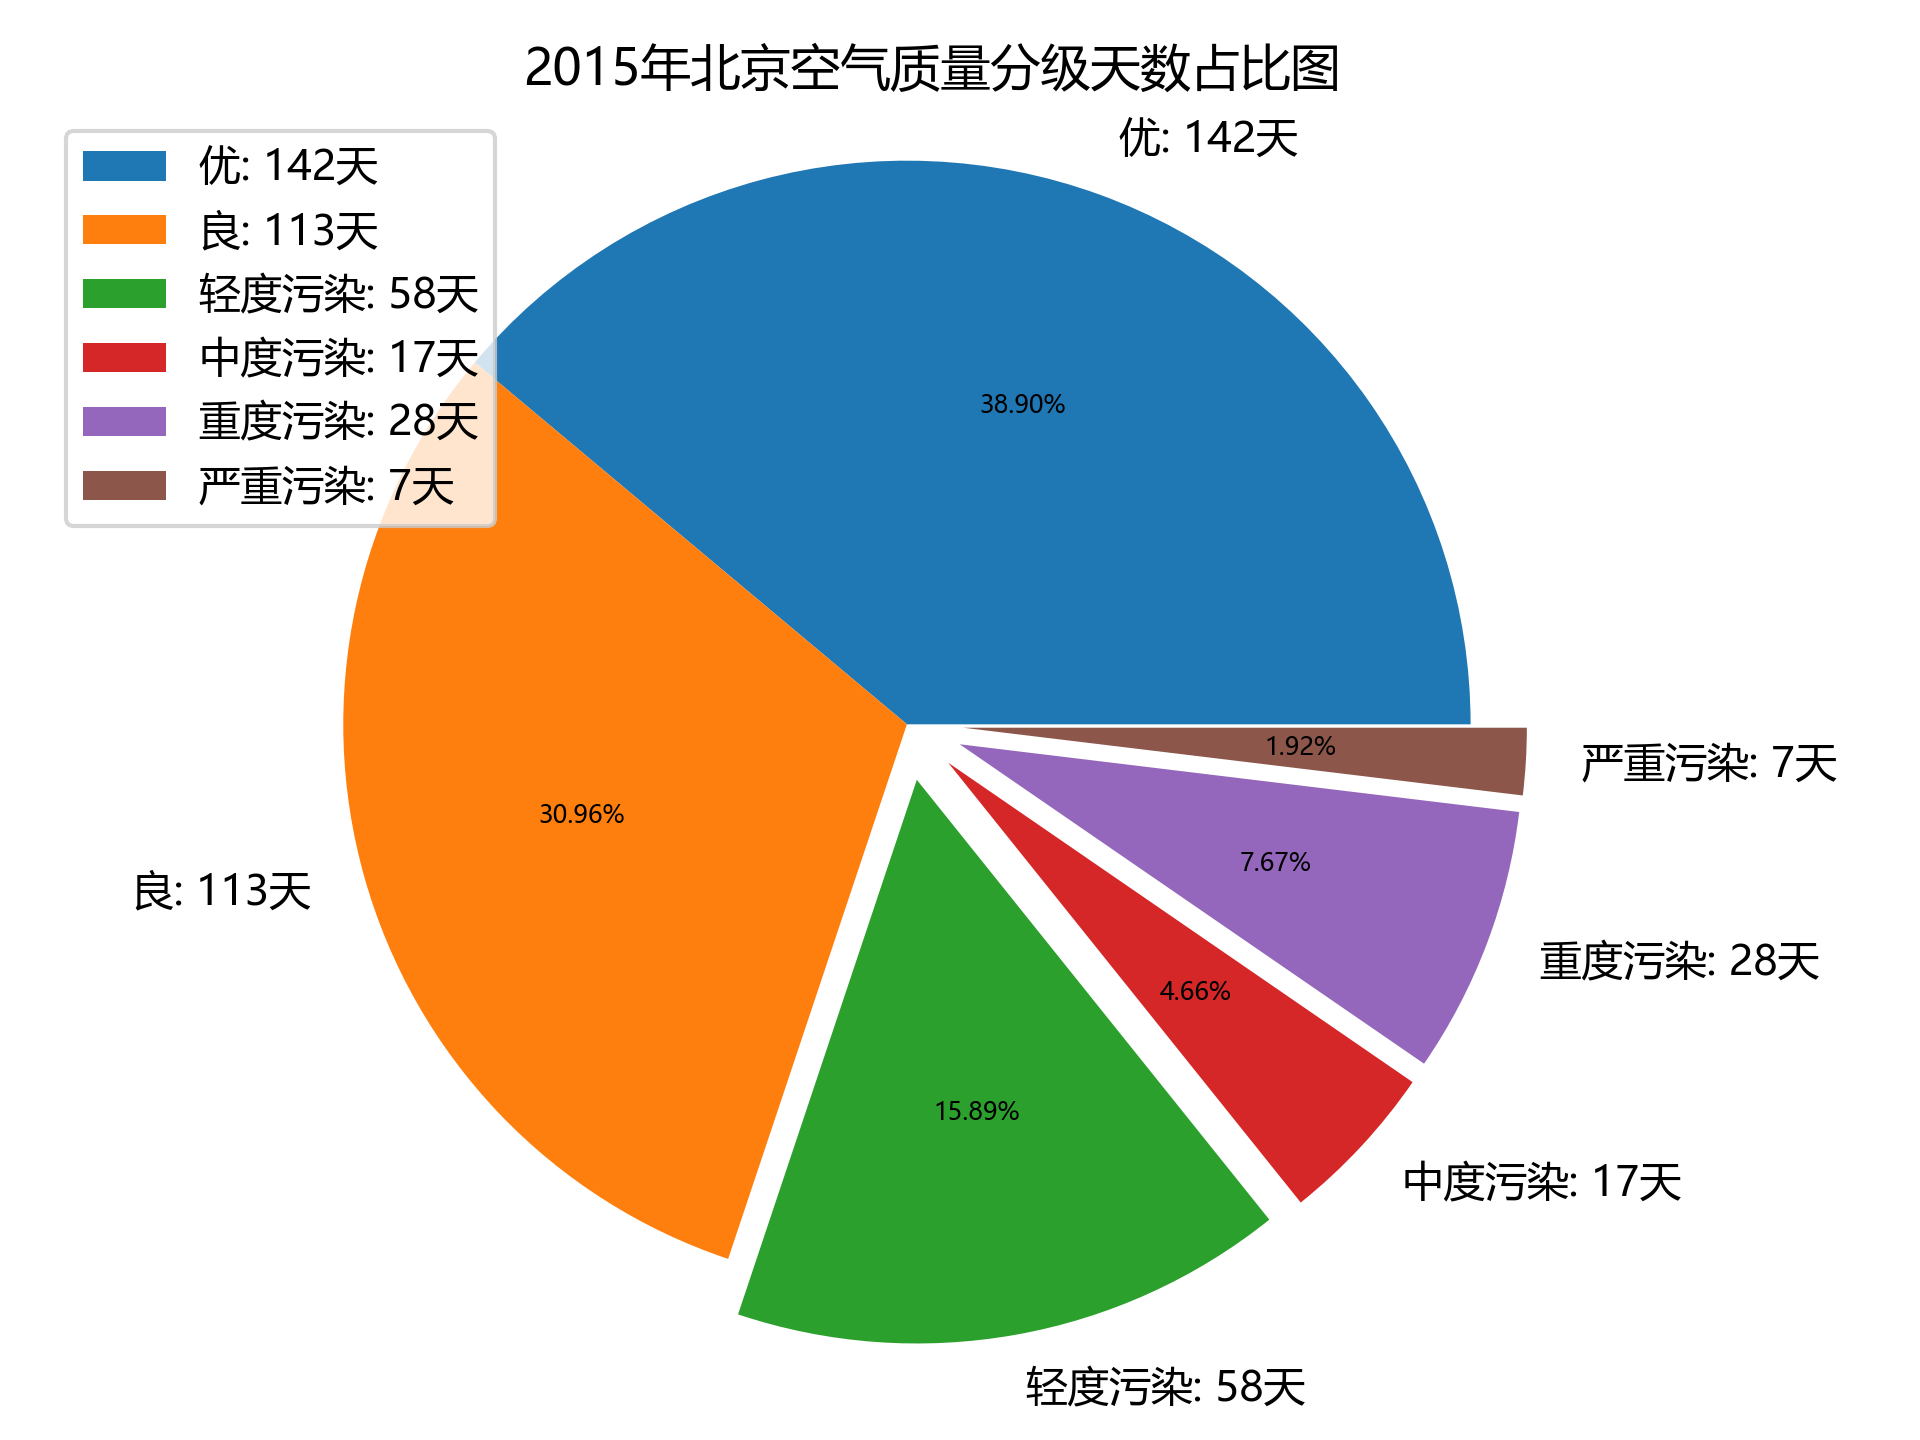 2015年北京空气质量分级天数占比图
优: 142天
良: 113天
轻度污染: 58天
中度污染: 17天
重度污染: 28天
严重污染: 7天
优: 142天
38.90%
良: 113天
30.96%
轻度污染: 58天
15.89%
中度污染: 17天
4.66%
重度污染: 28天
7.67%
严重污染: 7天
1.92%